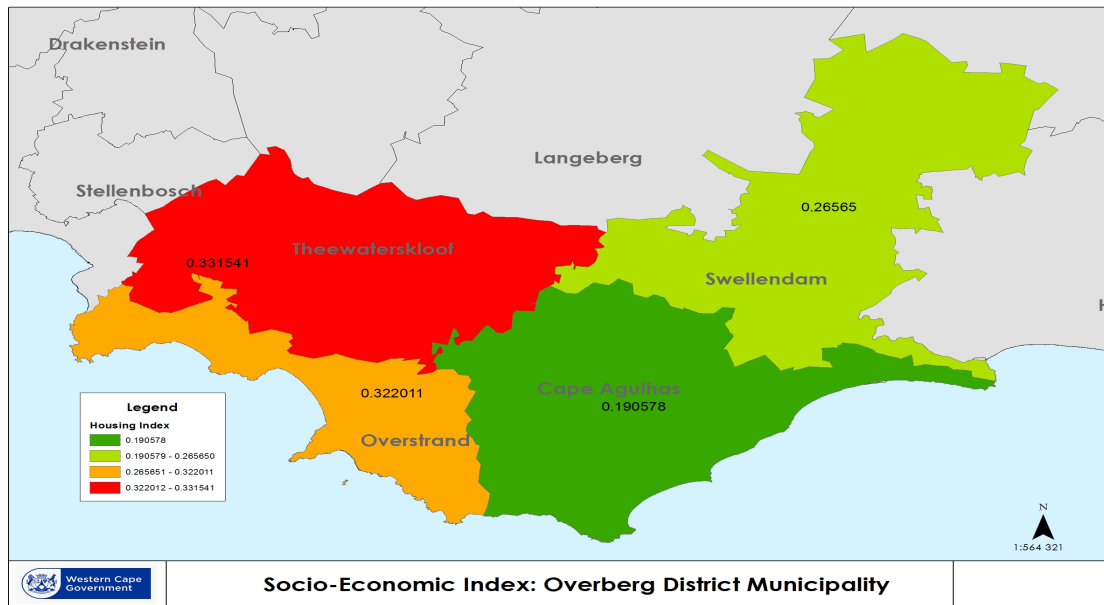 Drakenstein
Langeberg
Stellenbosch
0.26565
Theewaterskloof
0.331541
Swellendam
H
Cape Agulhas
0.322011
0.190578
Overstrand
Legend
Housing Index
0.190578
0.190579 - 0.265650
0.265651 - 0.322011
0.322012 - 0.331541
N
1:564 321
Western Cape
Government
Socio-Economic Index: Overberg District Municipality